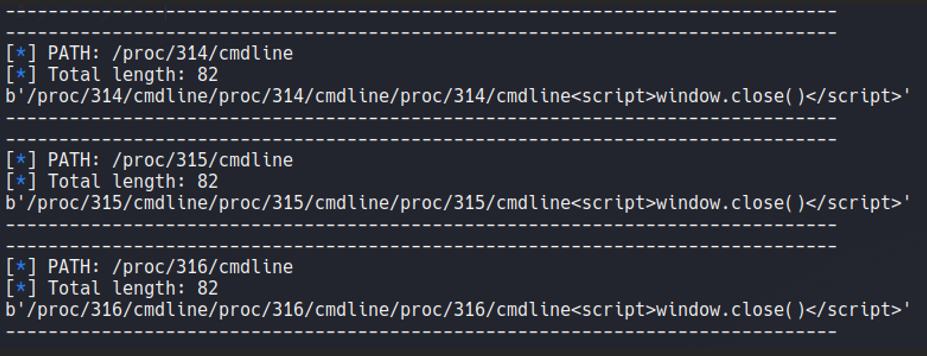 -------------------------------------------------------------------------------
-------------------------------------------------------------------------------
[*] PATH: /proc/314/cmdline
[*] Total length: 82
b'/proc/314/cmdline/proc/314/cmdline/proc/314/cmdline<script>window.close()</script>'
-------------------------------------------------------------------------------
-------------------------------------------------------------------------------
[*] PATH: /proc/315/cmdline
[*] Total length: 82
b'/proc/315/cmdline/proc/315/cmdline/proc/315/cmdline<script>window.close()</script>'
-------------------------------------------------------------------------------
-------------------------------------------------------------------------------
[*] PATH: /proc/316/cmdline
[*] Total length: 82
b'/proc/316/cmdline/proc/316/cmdline/proc/316/cmdline<script>window.close()</script>'
-------------------------------------------------------------------------------